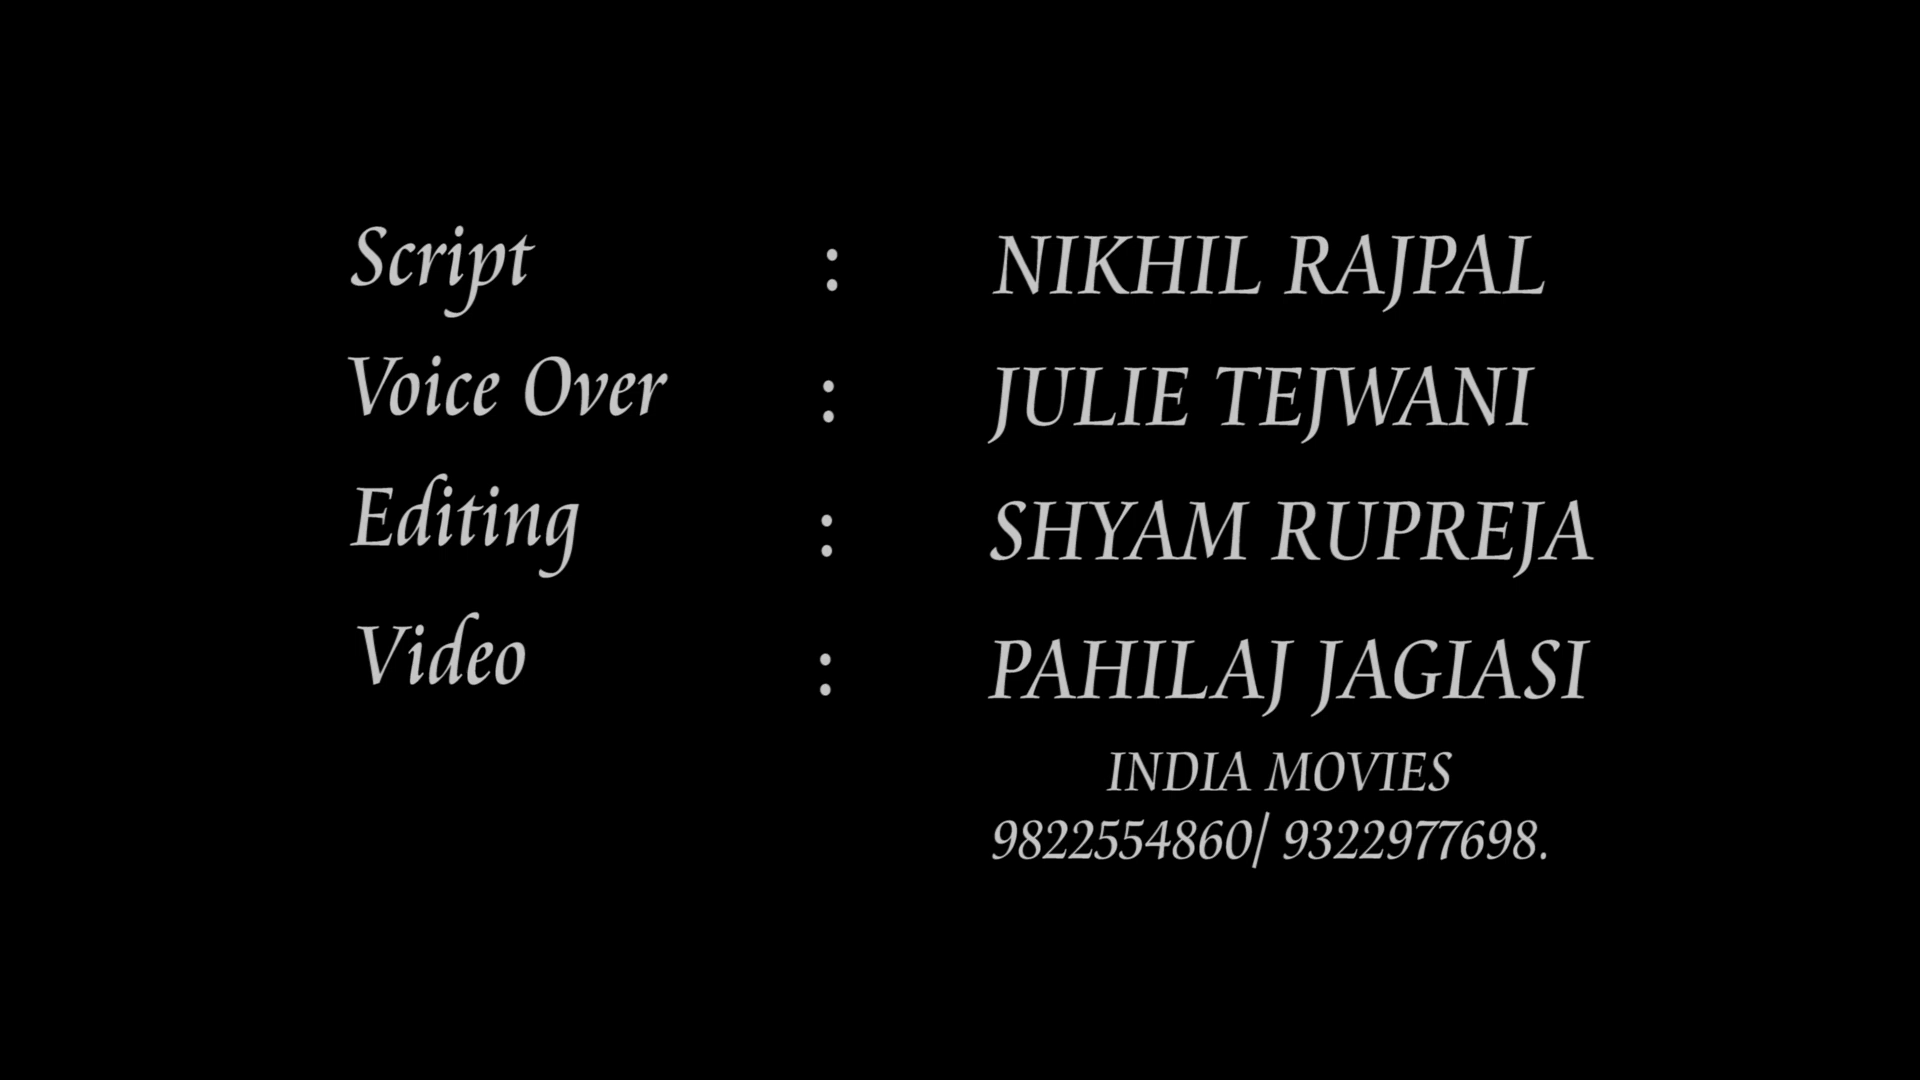 Script : NIKHIL RAJPAL
Voice Over : JULIE TEJWANI
Editing : SHYAM RUPREJA
Video : PAHILAJ JAGIASI
INDIA MOVIES
9822554860/ 9322977698.